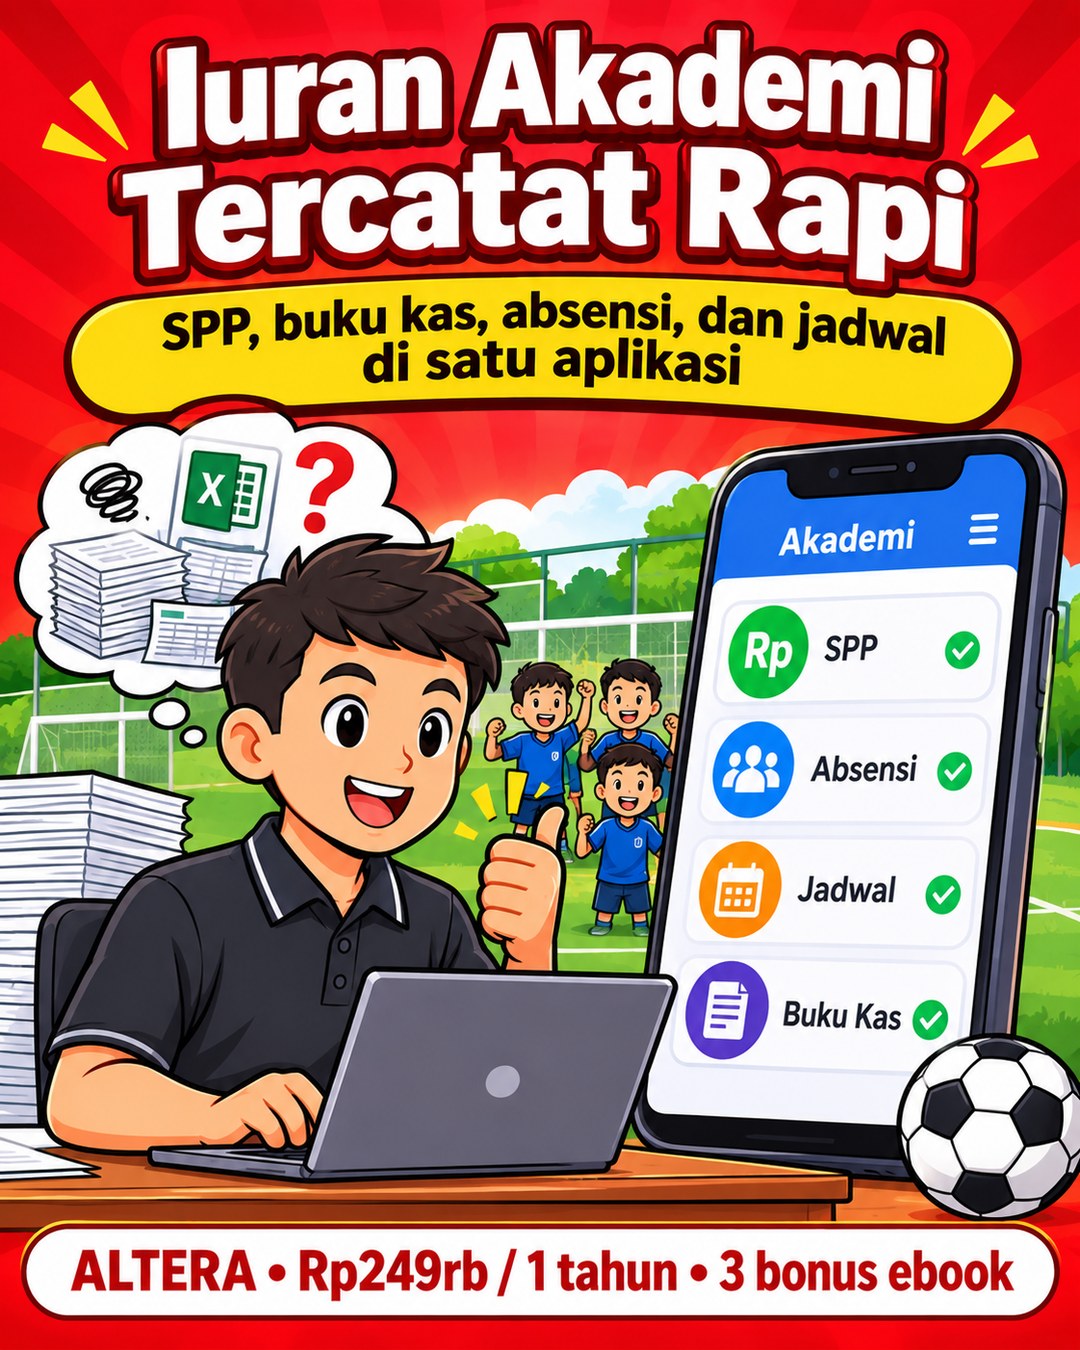 Iuran Akademi
Tercatat Rapi
SPP, buku kas, absensi, dan jadwal
di satu aplikasi
X
?
Akademi
Rp SPP
Absensi
Jadwal
Buku Kas
ALTERA • Rp249rb / 1 tahun • 3 bonus ebook